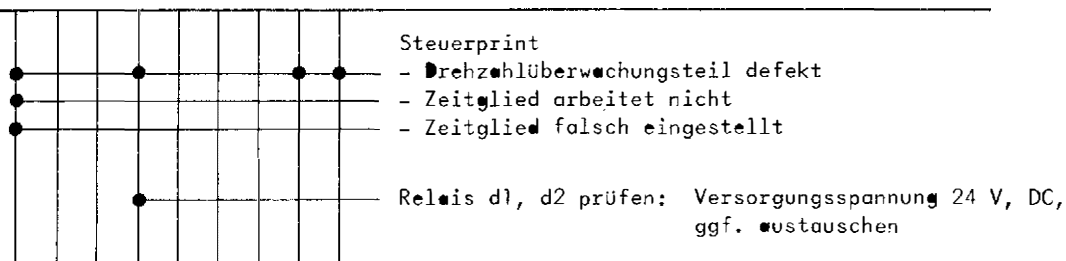 Steuerprint
- Drehzahlüberwachungsteil defekt
- Zeitglied arbeitet nicht
- Zeitglied falsch eingestellt
Relais d1, d2 prüfen: Versorgungsspannung 24 V, DC,
ggf. austauschen